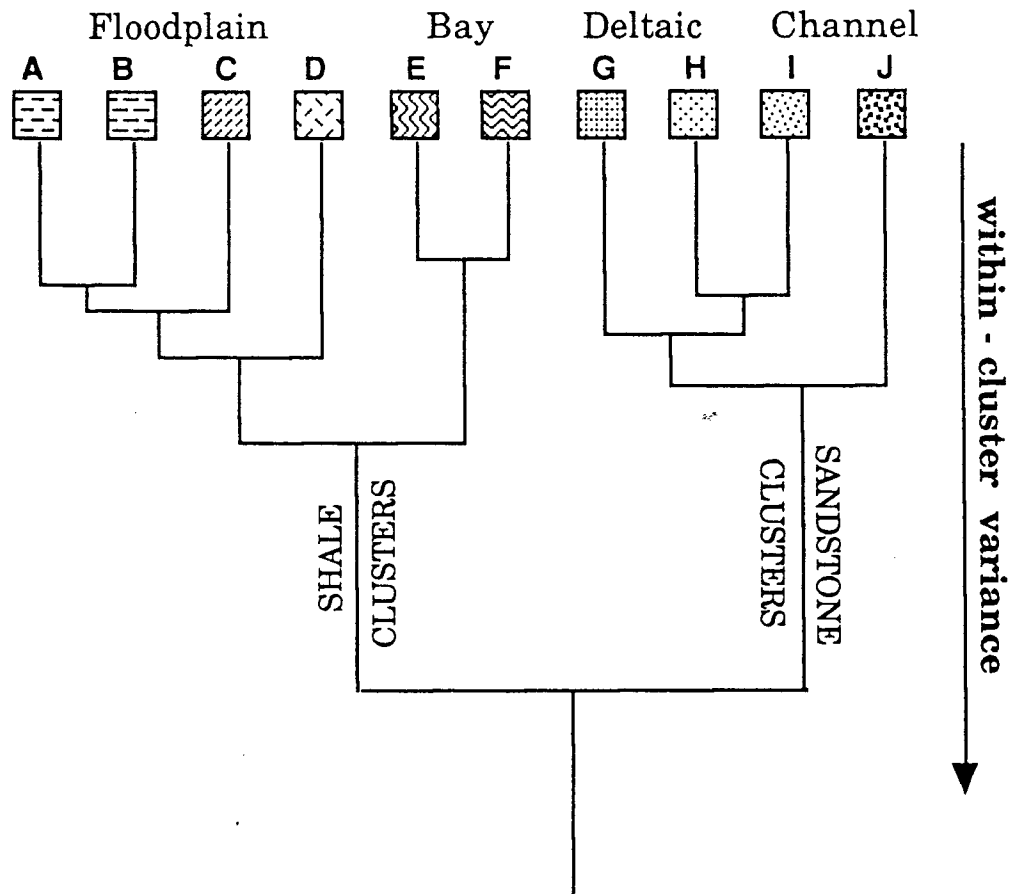 Floodplain Bay Deltaic Channel
A B C D E F G H I J
within - cluster variance
SHALE
CLUSTERS
CLUSTERS
SANDSTONE